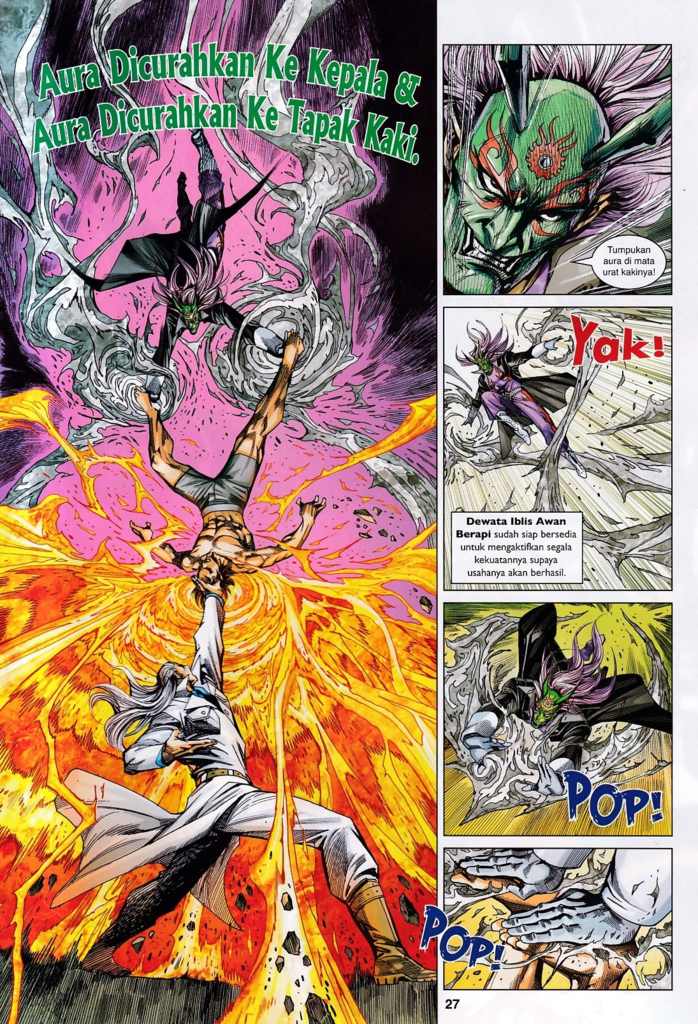 Aura Dicurahkan Ke Kepala &
Aura Dicurahkan Ke Tapak Kaki.
Tumpukan
aura di mata
urat kakinya!
Yak!
Dewata Iblis Awan
Berapi sudah siap bersedia
untuk mengaktifkan segala
kekuatannya supaya
usahanya akan berhasil.
POP!
POP!
27